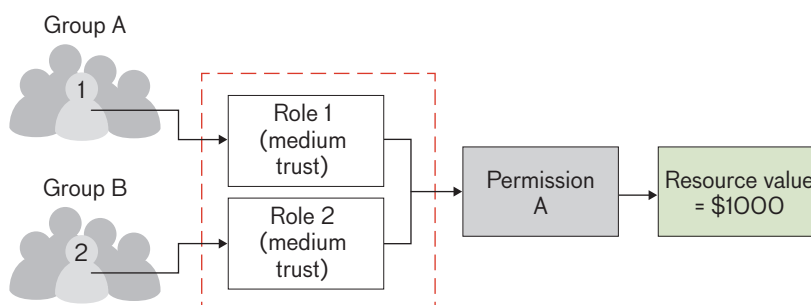 Group A
1
Role 1
(medium
trust)
Group B
2
Role 2
(medium
trust)
Permission
A
Resource value
= $1000